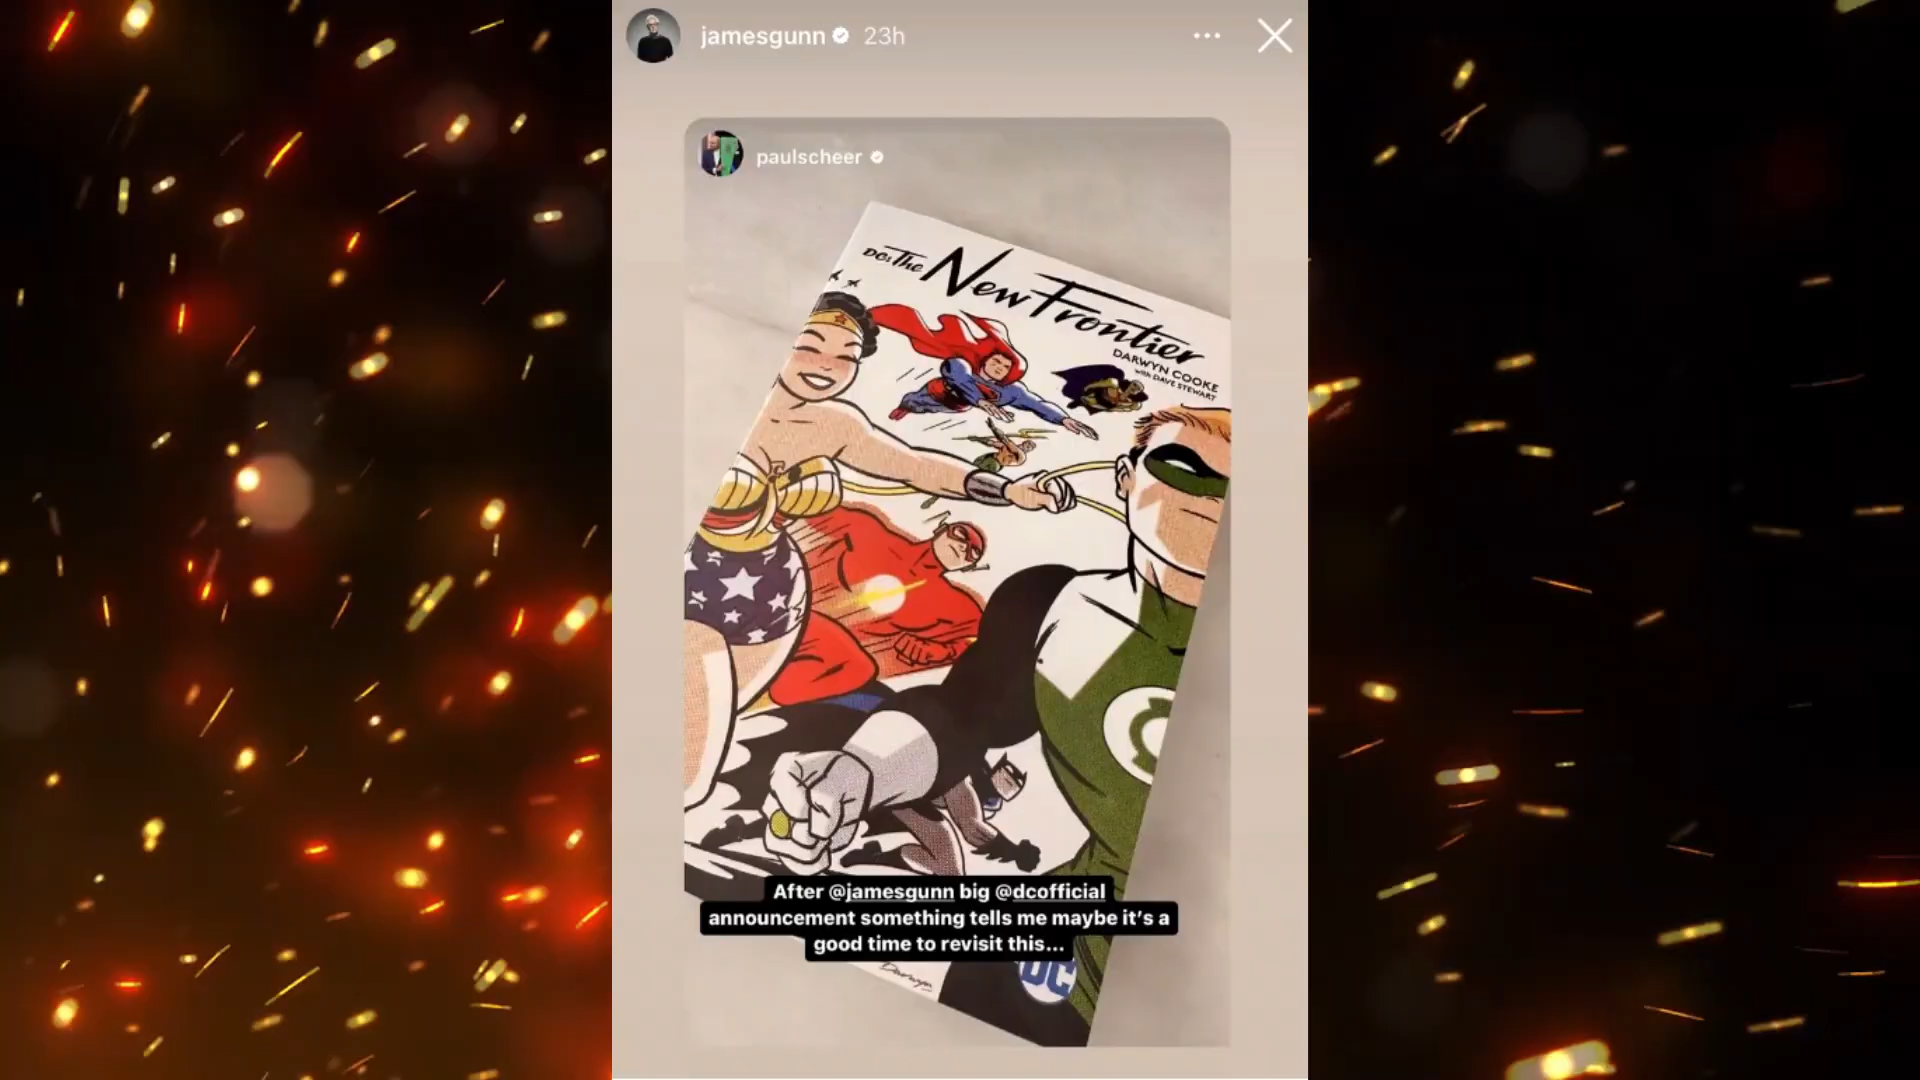 jamesgunn 23h
paulscheer
DC: The
New Frontier
DARWYN COOKE
with DAVE STEWART
After @jamesgunn big @dcofficial
announcement something tells me maybe it's a
good time to revisit this...
Darwyn
DC